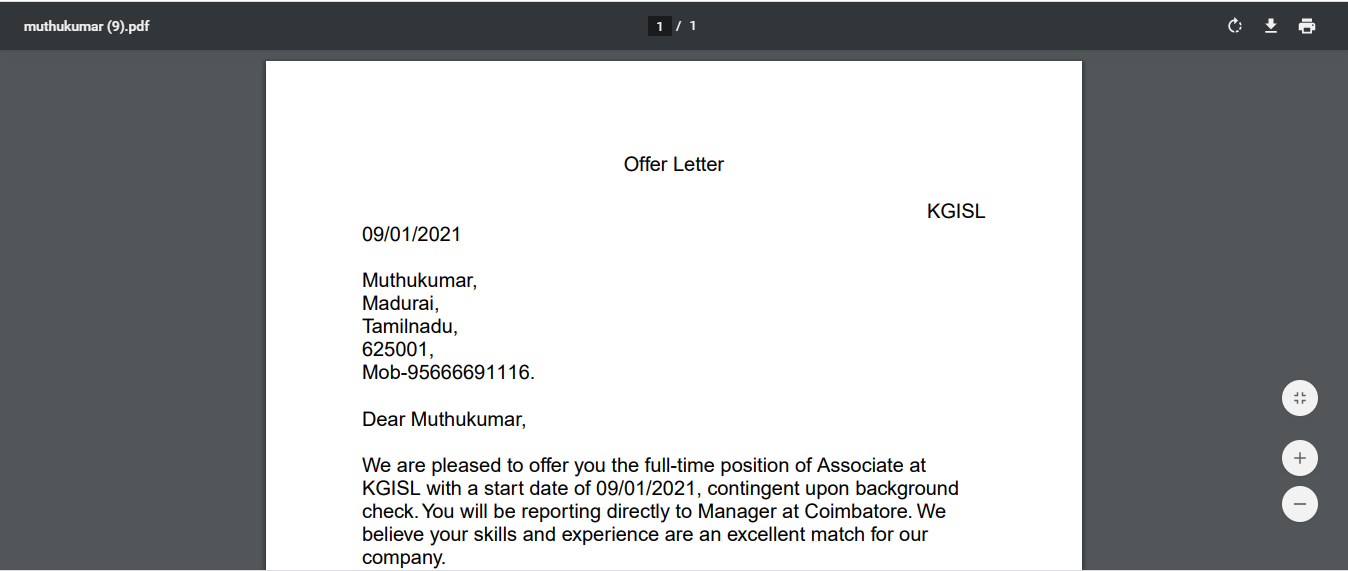 muthukumar (9).pdf
1 / 1
Offer Letter
KGISL
09/01/2021
Muthukumar,
Madurai,
Tamilnadu,
625001,
Mob-95666691116.
Dear Muthukumar,
We are pleased to offer you the full-time position of Associate at
KGISL with a start date of 09/01/2021, contingent upon background
check. You will be reporting directly to Manager at Coimbatore. We
believe your skills and experience are an excellent match for our
company.